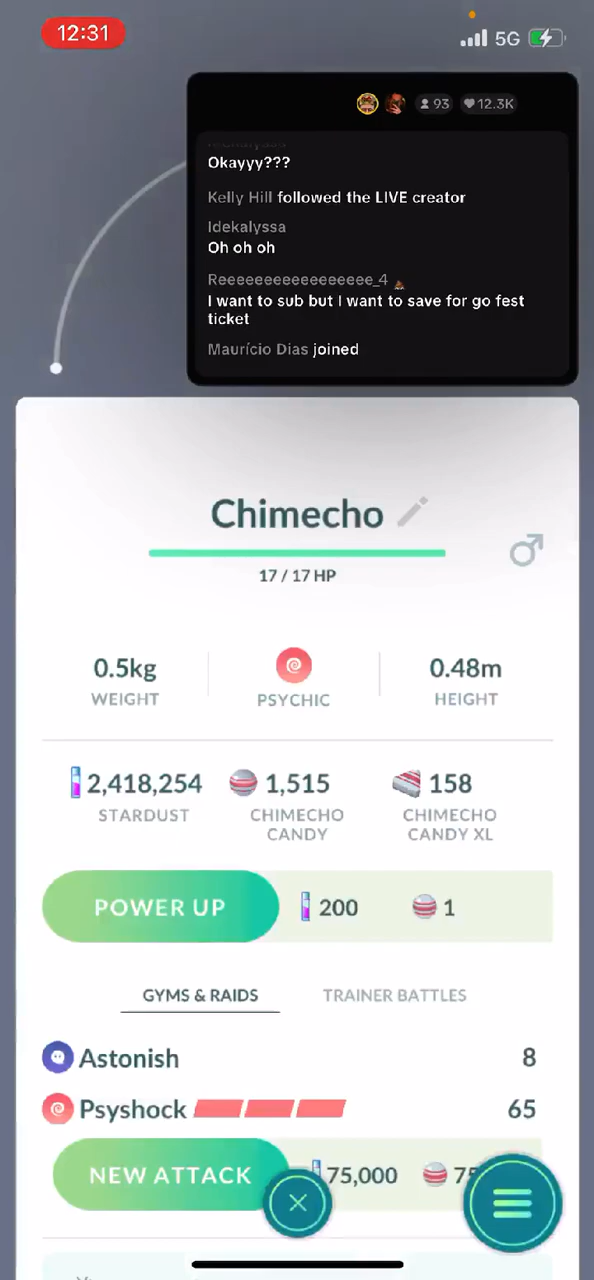 12:31
5G
93
12.3K
Okayyy???
Kelly Hill followed the LIVE creator
Idekalyssa
Oh oh oh
Reeeeeeeeeeeeeeee_4
I want to sub but I want to save for go fest
ticket
Maurício Dias joined
Chimecho
17 / 17 HP
0.5kg
WEIGHT
PSYCHIC
0.48m
HEIGHT
2,418,254
STARDUST
1,515
CHIMECHO
CANDY
158
CHIMECHO
CANDY XL
POWER UP
200
1
GYMS & RAIDS
TRAINER BATTLES
Astonish
8
Psyshock
65
NEW ATTACK
75,000